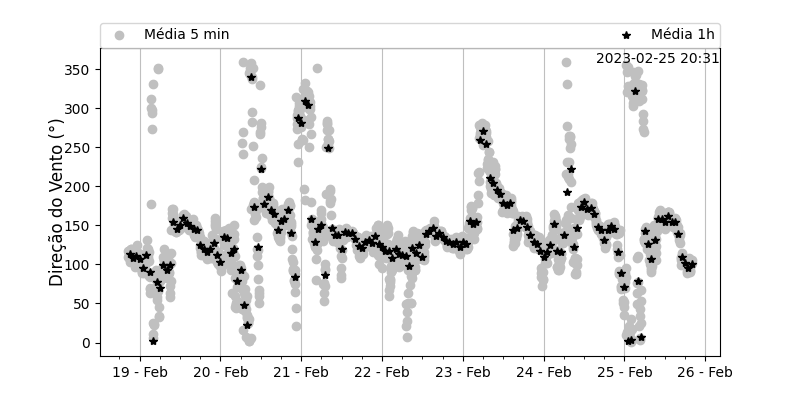 Média 5 min
Média 1h
2023-02-25 20:31
Direção do Vento (°)
350
300
250
200
150
100
50
0
19 - Feb
20 - Feb
21 - Feb
22 - Feb
23 - Feb
24 - Feb
25 - Feb
26 - Feb